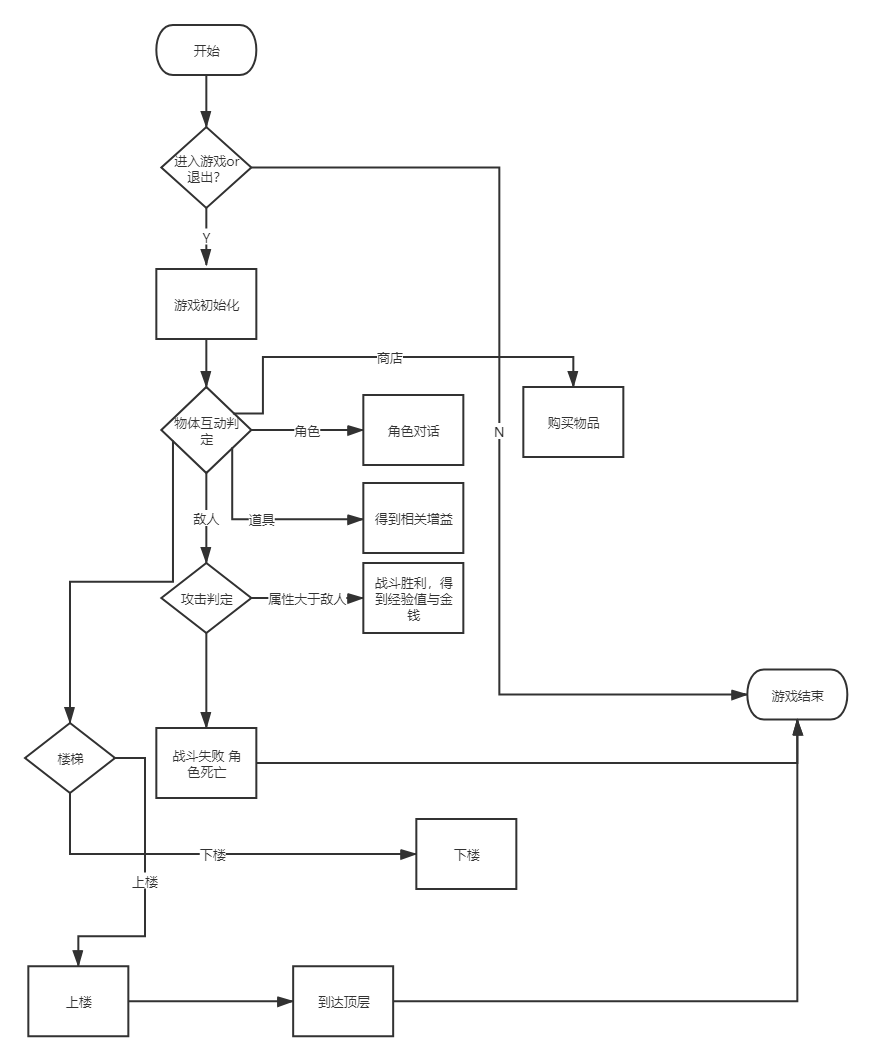 开始
进入游戏or
退出？
Y
游戏初始化
商店
物体互动判
定
角色
角色对话
购买物品
N
敌人
道具
得到相关增益
攻击判定
属性大于敌人
战斗胜利，得
到经验值与金
钱
游戏结束
楼梯
战斗失败 角
色死亡
下楼
下楼
上楼
上楼
到达顶层